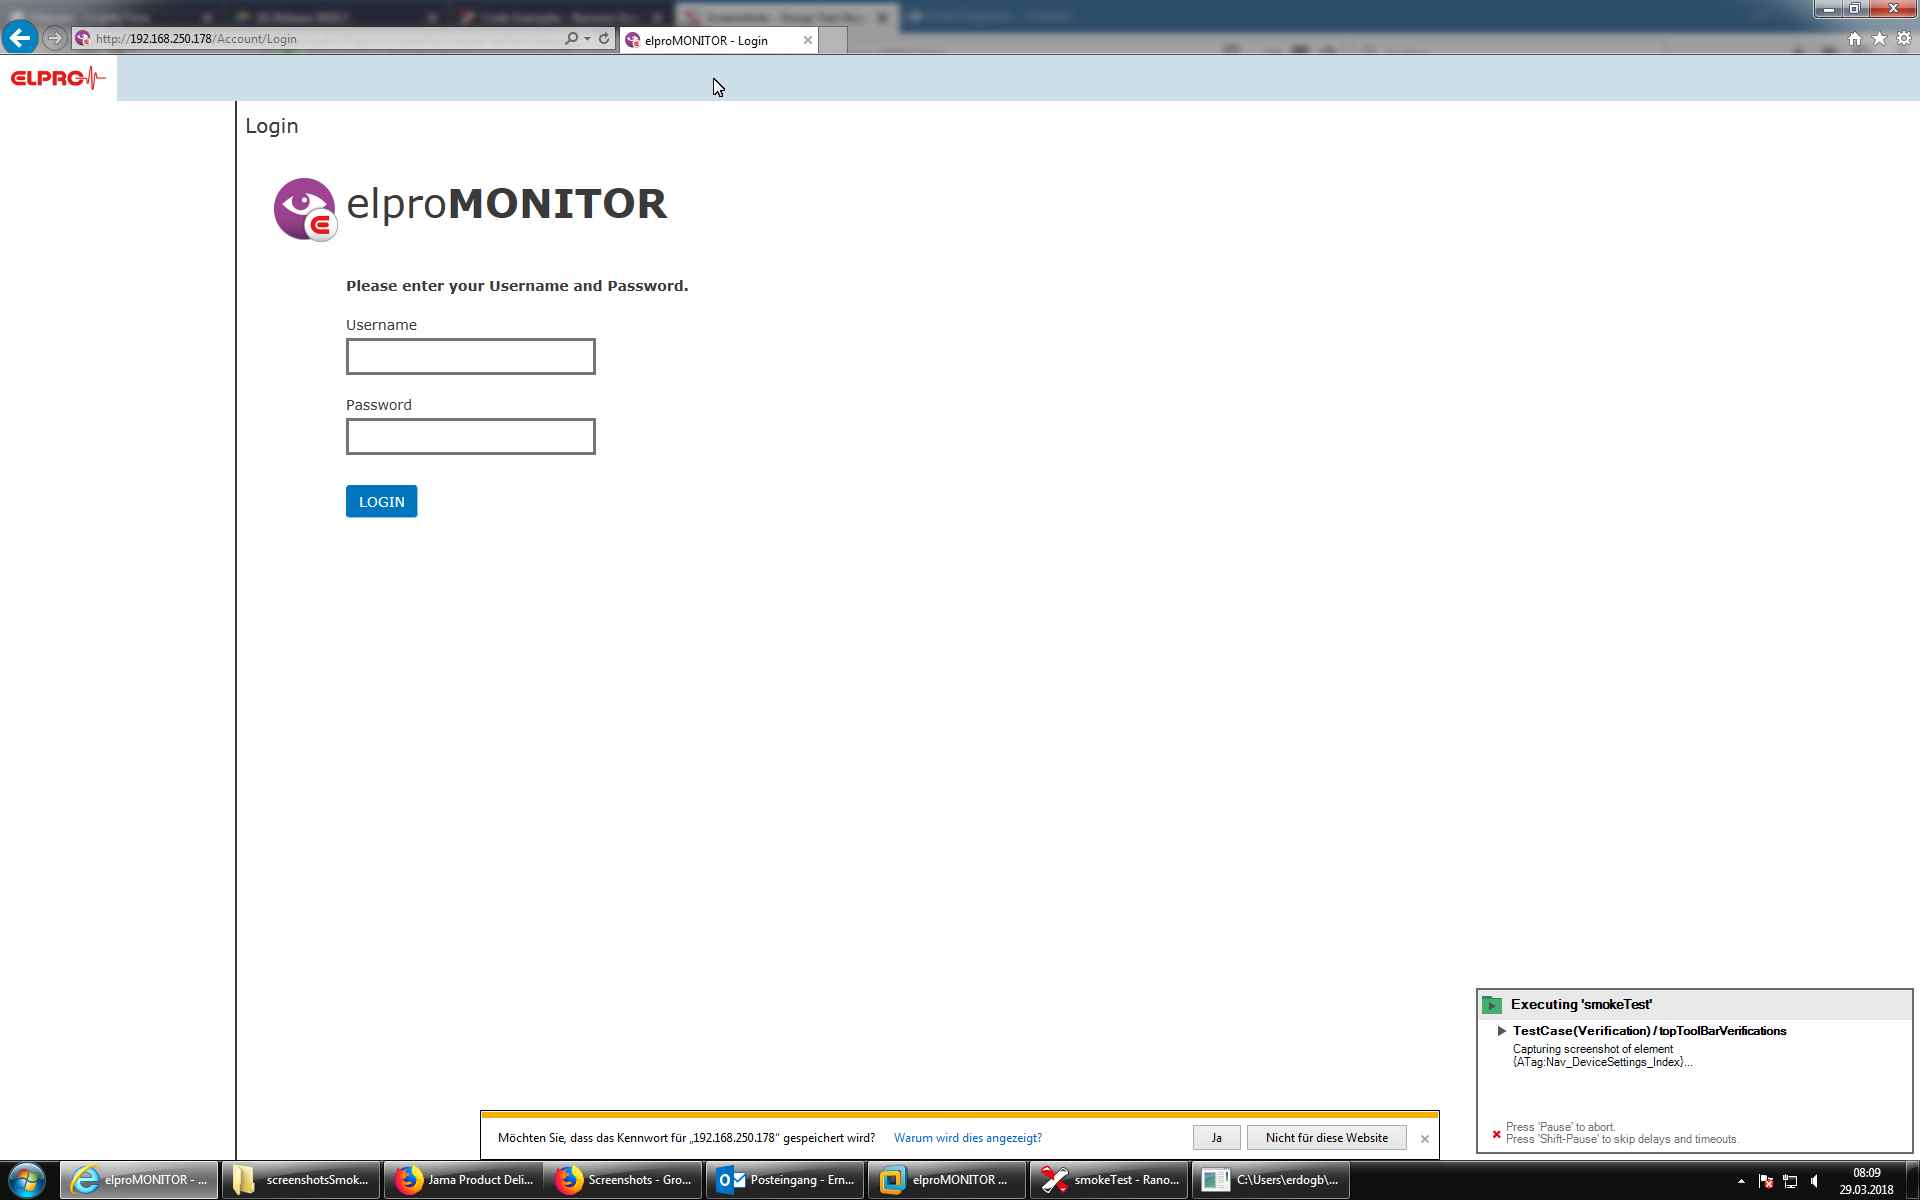 http://192.168.250.178/Account/Login
elproMONITOR - Login
ELPRO
Login
elproMONITOR
Please enter your Username and Password.
Username
Password
LOGIN
Executing 'smokeTest'
TestCase(Verification) / topToolBarVerifications
Capturing screenshot of element
{ATag:Nav_DeviceSettings_Index}...
Press 'Pause' to abort.
Press 'Shift-Pause' to skip delays and timeouts.
Möchten Sie, dass das Kennwort für „192.168.250.178“ gespeichert wird?
Warum wird dies angezeigt?
Ja
Nicht für diese Website
elproMONITOR - ...
screenshotsSmok...
Jama Product Deli...
Screenshots - Gro...
Posteingang - Ern...
elproMONITOR ...
smokeTest - Rano...
C:\Users\erdogb\...
08:09
29.03.2018